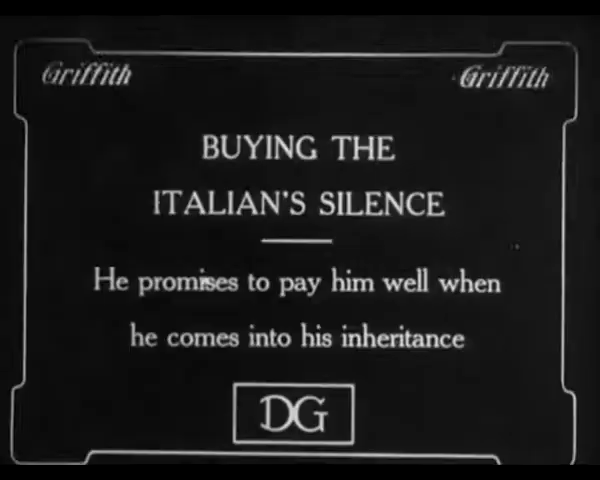 Griffith Griffith
BUYING THE
ITALIAN'S SILENCE
He promises to pay him well when
he comes into his inheritance
DG